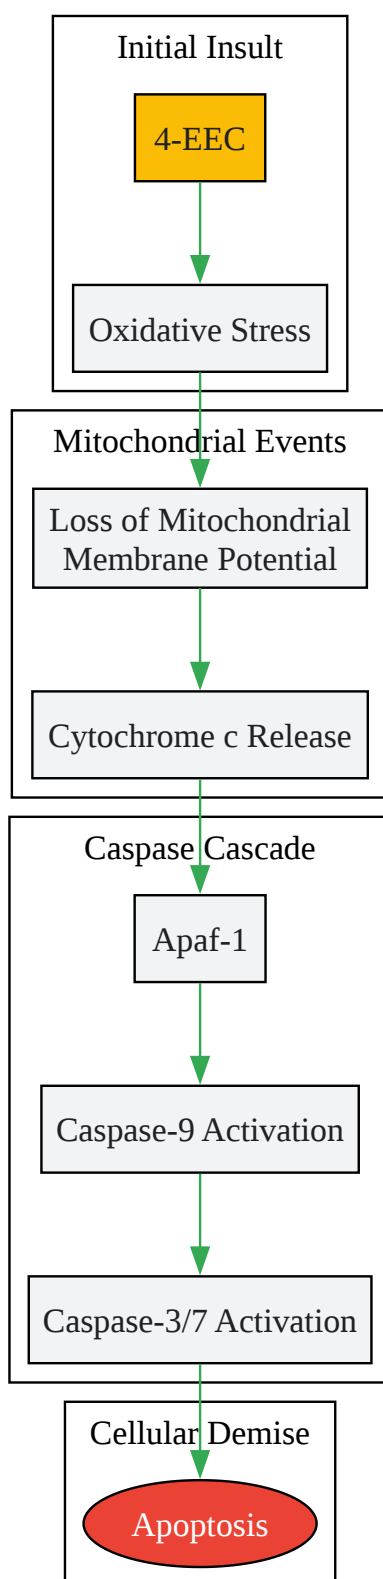 Initial Insult
4-EEC
Oxidative Stress
Mitochondrial Events
Loss of Mitochondrial
Membrane Potential
Cytochrome c Release
Caspase Cascade
Apaf-1
Caspase-9 Activation
Caspase-3/7 Activation
Cellular Demise
Apoptosis